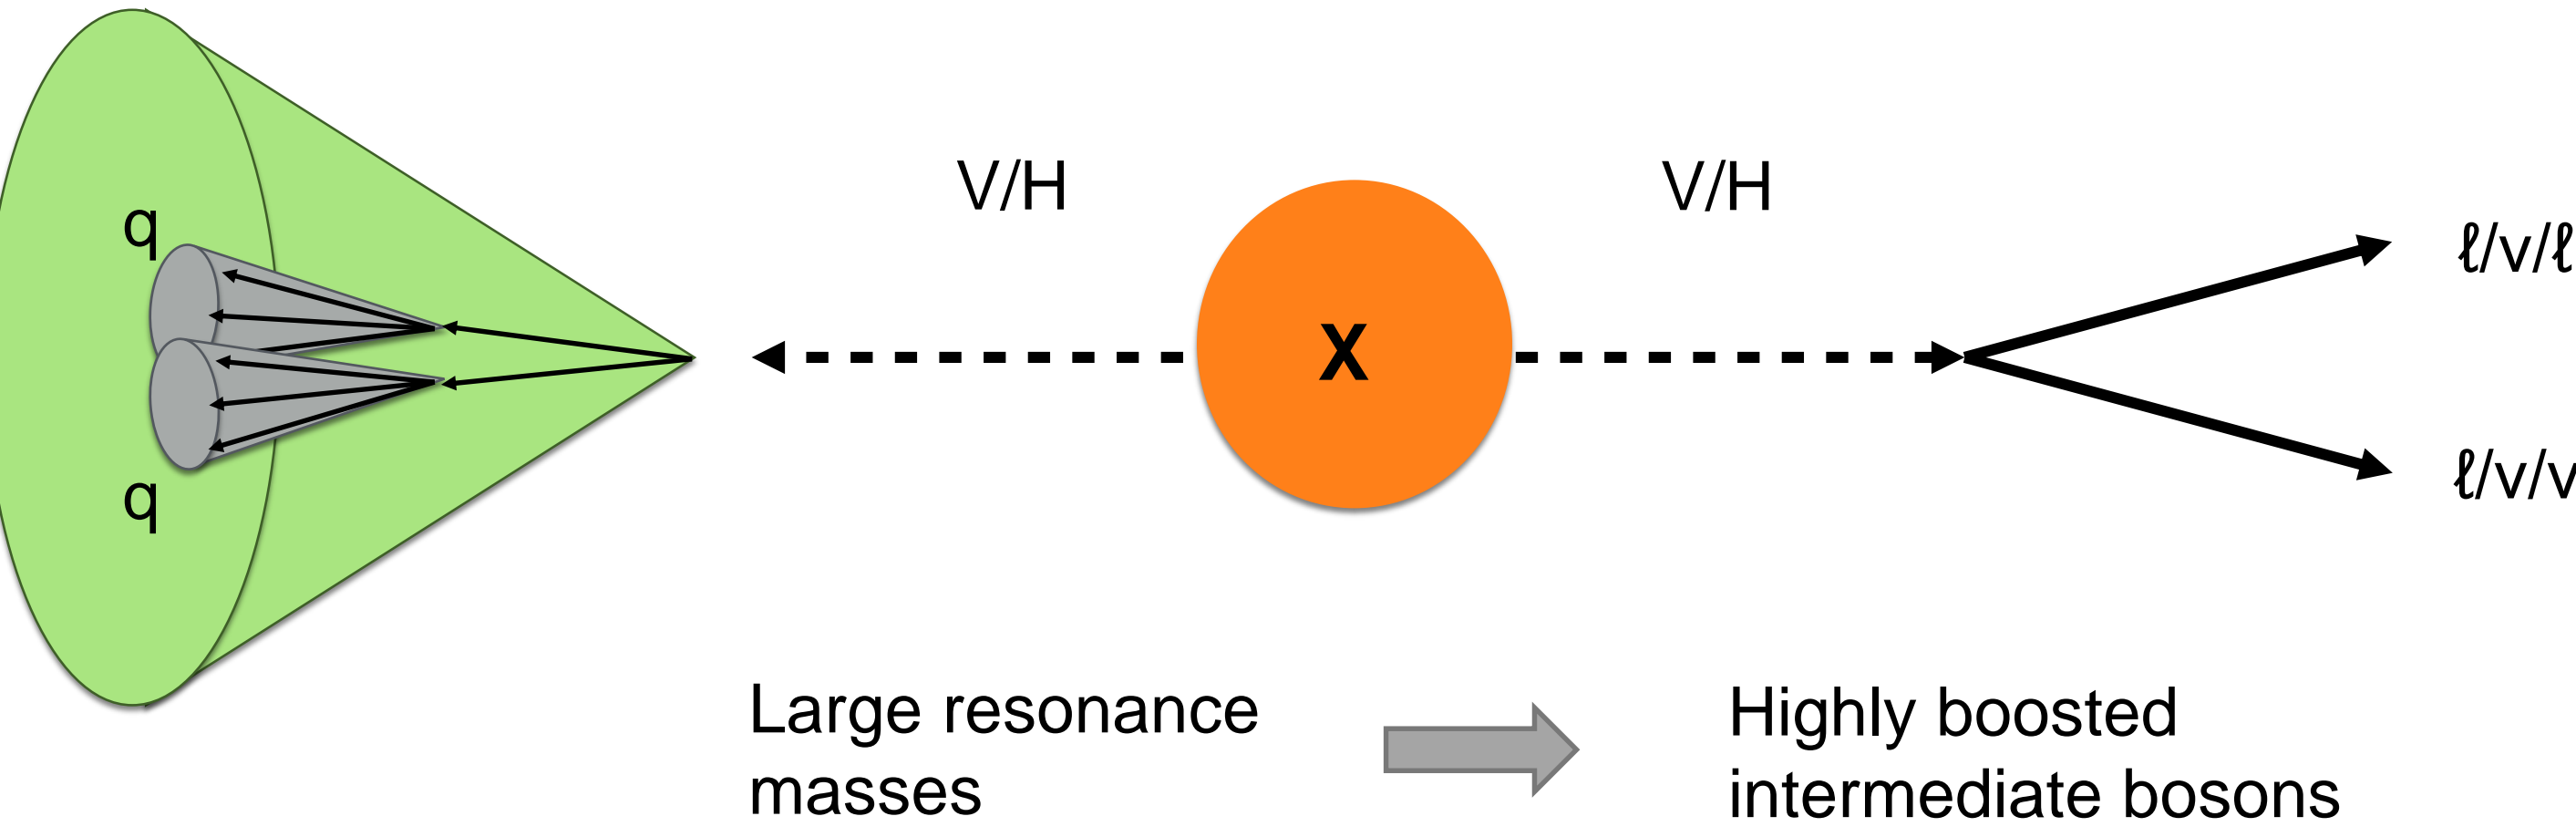 V/H
V/H
q
ℓ/v/ℓ
X
q
ℓ/v/v
Large resonance
masses
Highly boosted
intermediate bosons